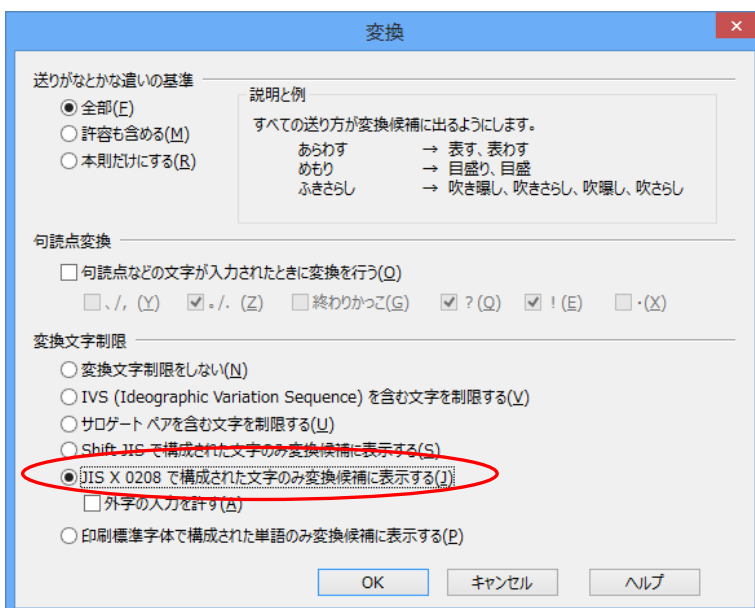 変換
送りがなとかな遣いの基準
全部(F)
許容も含める(M)
本則だけにする(R)
説明と例
すべての送り方が変換候補に出るようにします。
あらわす → 表す、表わす
めもり → 目盛り、目盛
ふきさらし → 吹き曝し、吹きさらし、吹曝し、吹さらし
句読点変換
句読点などの文字が入力されたときに変換を行う(O)
、/, (Y) 。/. (Z) 終わりかっこ(G) ? (Q) ! (E) ・(X)
変換文字制限
変換文字制限をしない(N)
IVS (Ideographic Variation Sequence) を含む文字を制限する(V)
サロゲート ペアを含む文字を制限する(U)
Shift JIS で構成された文字のみ変換候補に表示する(S)
JIS X 0208 で構成された文字のみ変換候補に表示する(J)
外字の入力を許す(A)
印刷標準字体で構成された単語のみ変換候補に表示する(P)
OK キャンセル ヘルプ